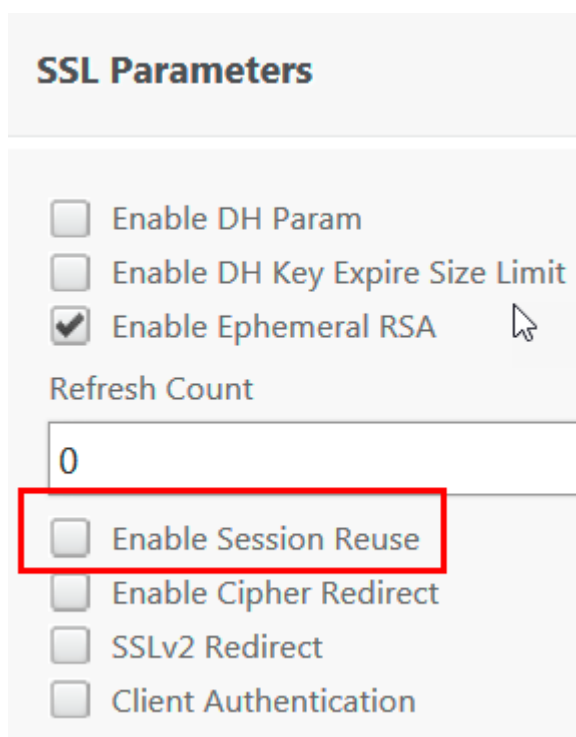 SSL Parameters
Enable DH Param
Enable DH Key Expire Size Limit
Enable Ephemeral RSA
Refresh Count
0
Enable Session Reuse
Enable Cipher Redirect
SSLv2 Redirect
Client Authentication